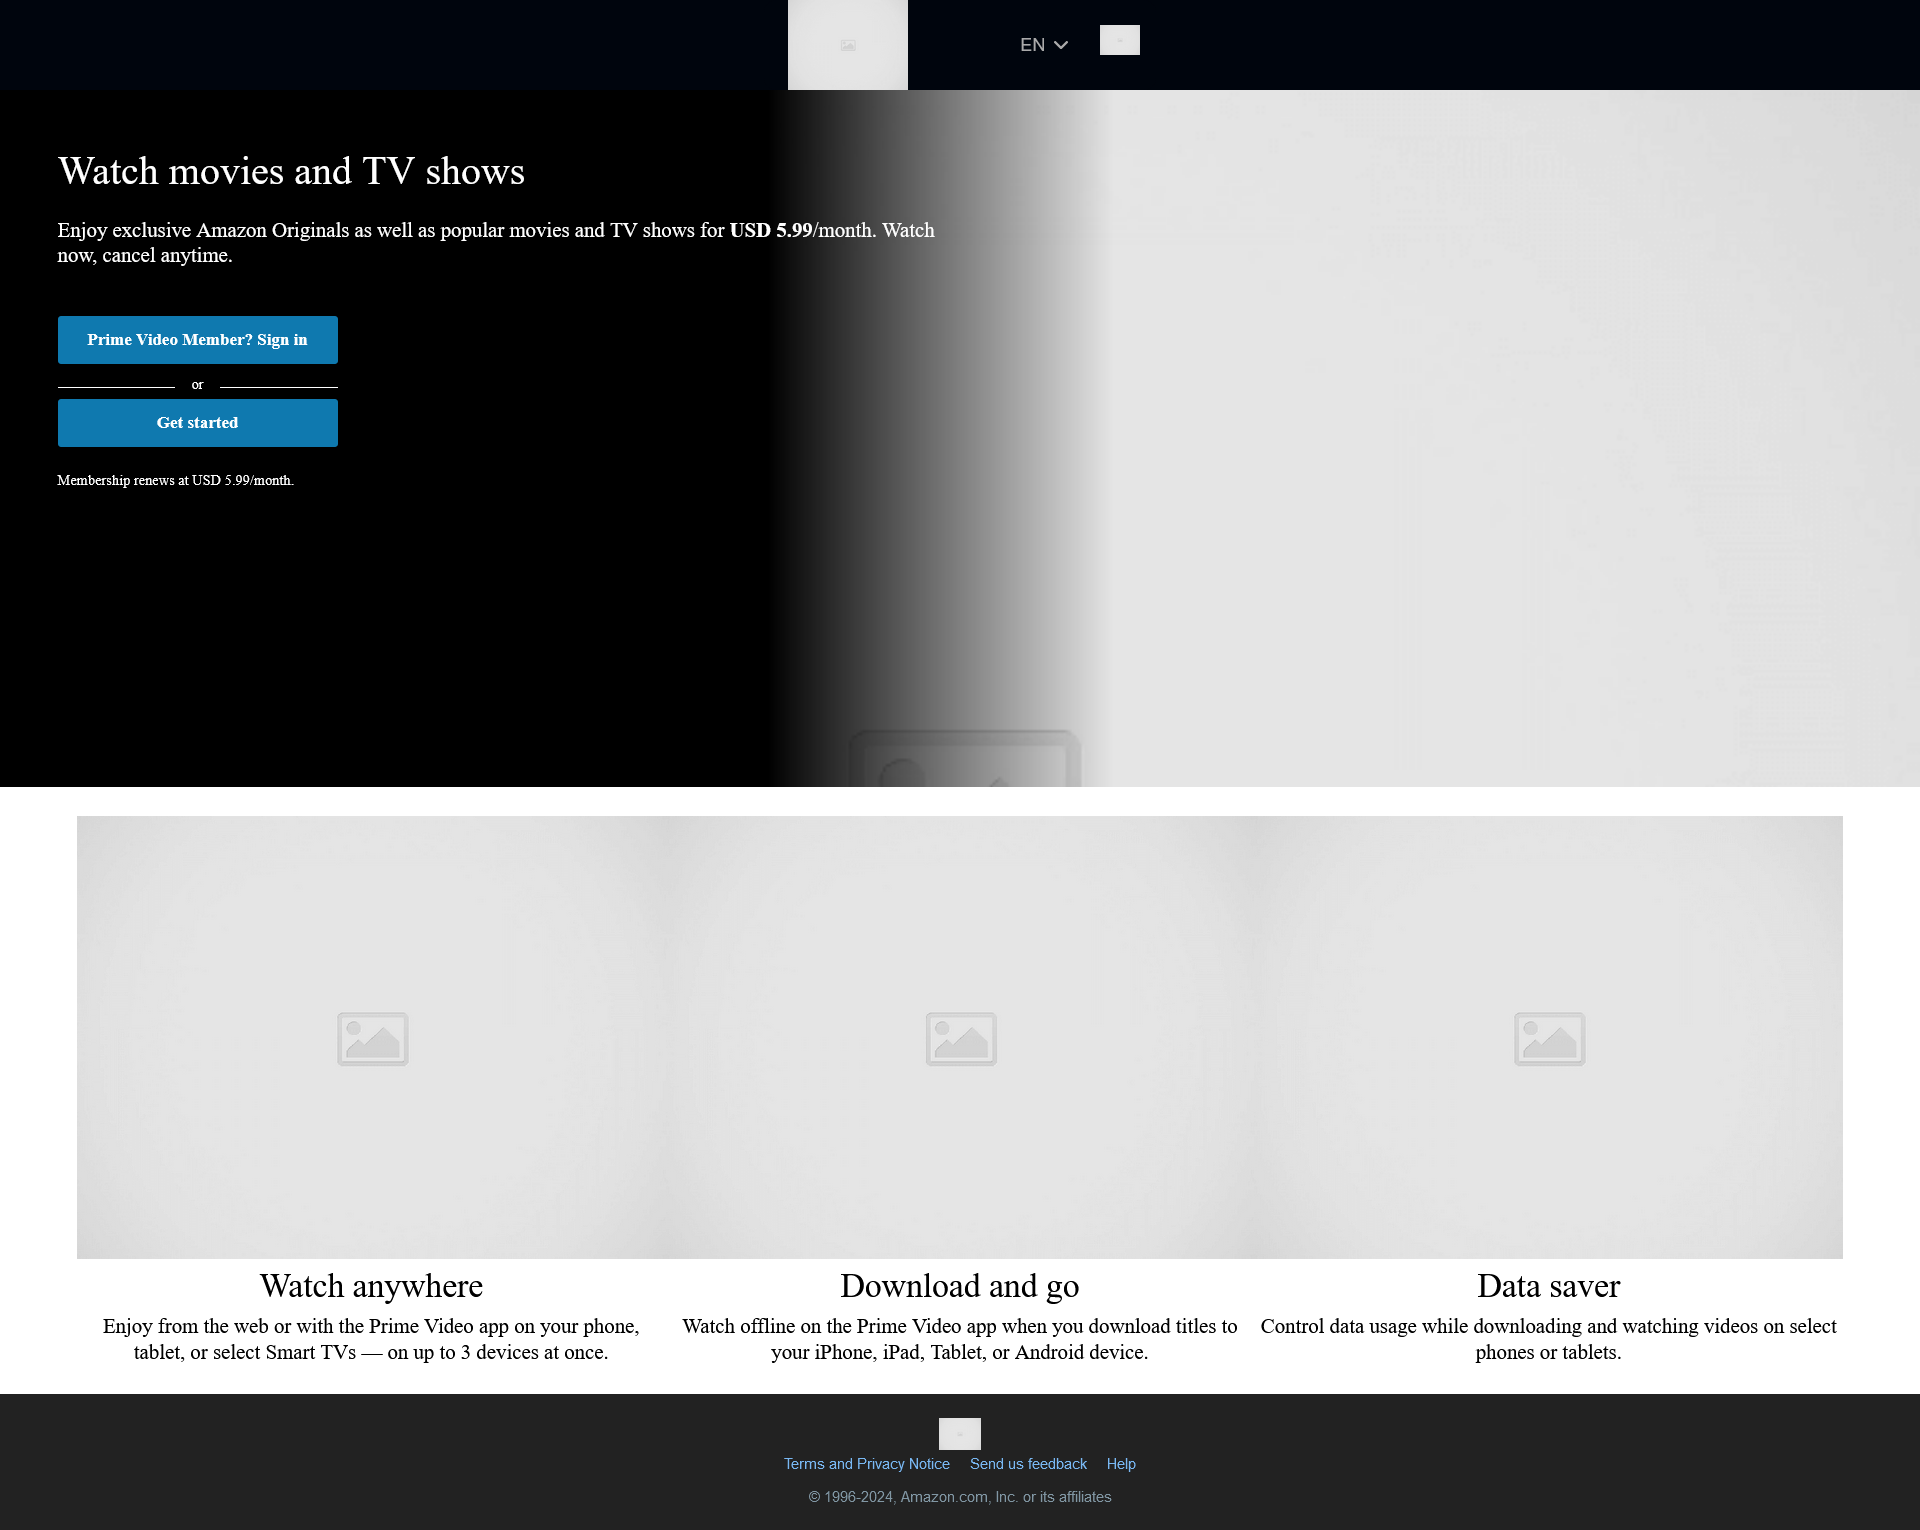 EN
Watch movies and TV shows
Enjoy exclusive Amazon Originals as well as popular movies and TV shows for USD 5.99/month. Watch
now, cancel anytime.
Prime Video Member? Sign in
or
Get started
Membership renews at USD 5.99/month.
Watch anywhere
Enjoy from the web or with the Prime Video app on your phone,
tablet, or select Smart TVs — on up to 3 devices at once.
Download and go
Watch offline on the Prime Video app when you download titles to
your iPhone, iPad, Tablet, or Android device.
Data saver
Control data usage while downloading and watching videos on select
phones or tablets.
Terms and Privacy Notice Send us feedback Help
© 1996-2024, Amazon.com, Inc. or its affiliates